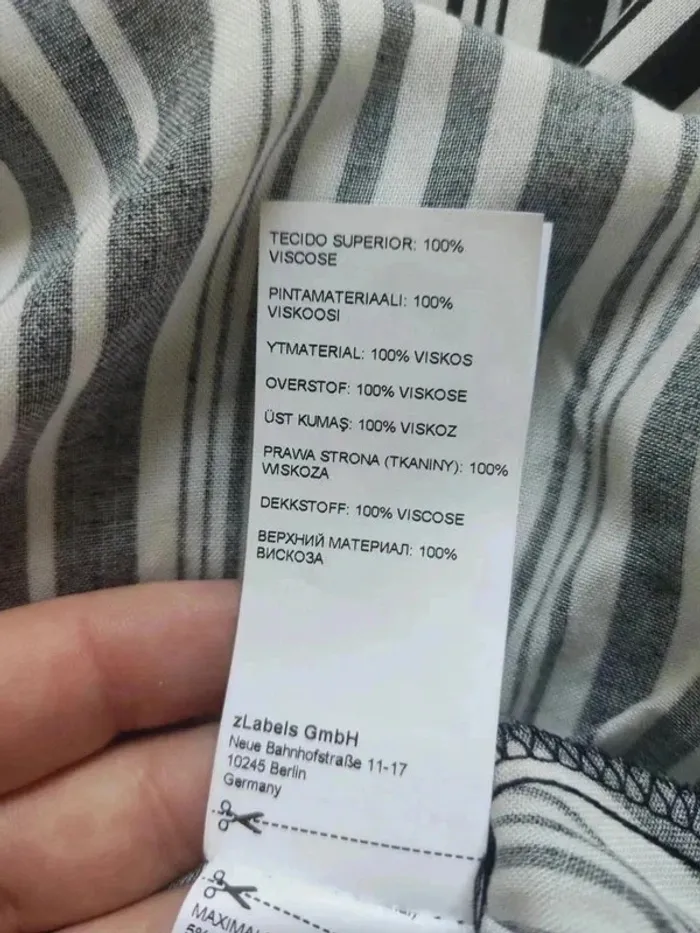 TECIDO SUPERIOR: 100%
VISCOSE
PINTAMATERIAALI: 100%
VISKOOSI
YTMATERIAL: 100% VISKOS
OVERSTOF: 100% VISKOSE
ÜST KUMAŞ: 100% VISKOZ
PRAWA STRONA (TKANINY): 100%
WISKOZA
DEKKSTOFF: 100% VISCOSE
ВЕРХНИЙ МАТЕРИАЛ: 100%
ВИСКОЗА
zLabels GmbH
Neue Bahnhofstraße 11-17
10245 Berlin
Germany